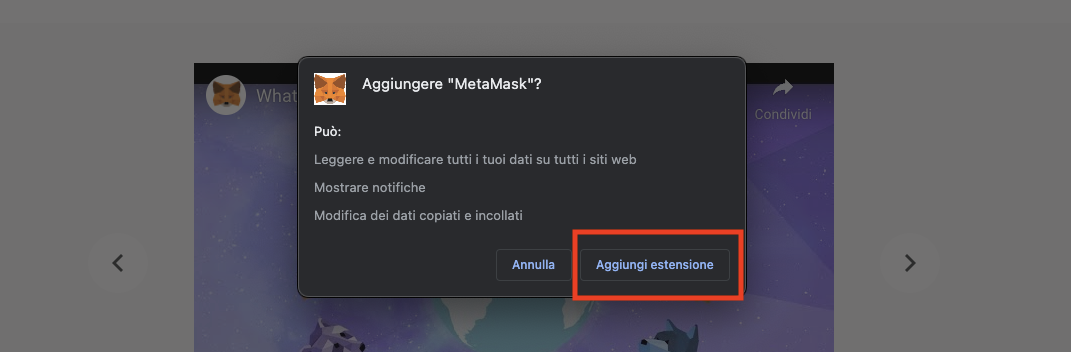 Aggiungere "MetaMask"?
What
Condividi
Può:
Leggere e modificare tutti i tuoi dati su tutti i siti web
Mostrare notifiche
Modifica dei dati copiati e incollati
Annulla
Aggiungi estensione